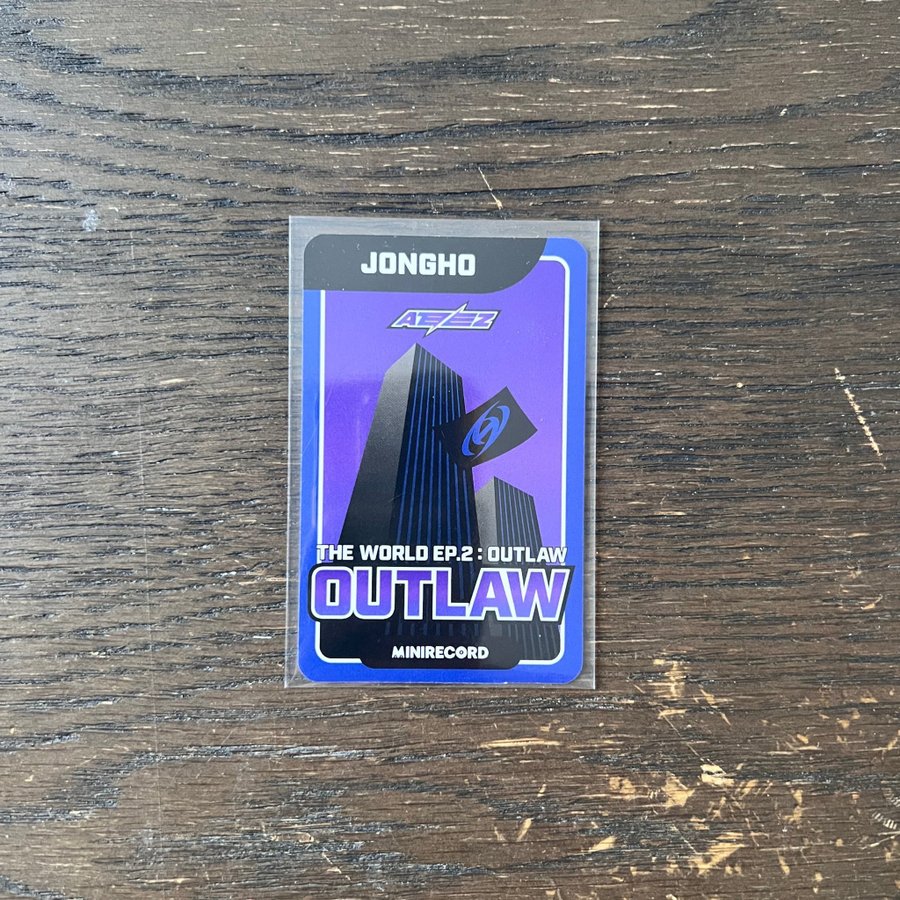 JONGHO
ATEEZ
THE WORLD EP.2 : OUTLAW
OUTLAW
MINIRECORD